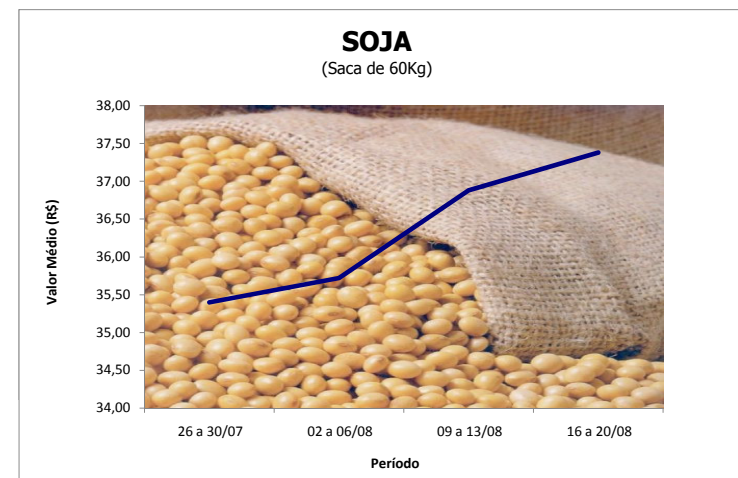 SOJA
(Saca de 60Kg)
Valor Médio (R$)
38,00
37,50
37,00
36,50
36,00
35,50
35,00
34,50
34,00
26 a 30/07 02 a 06/08 09 a 13/08 16 a 20/08
Período